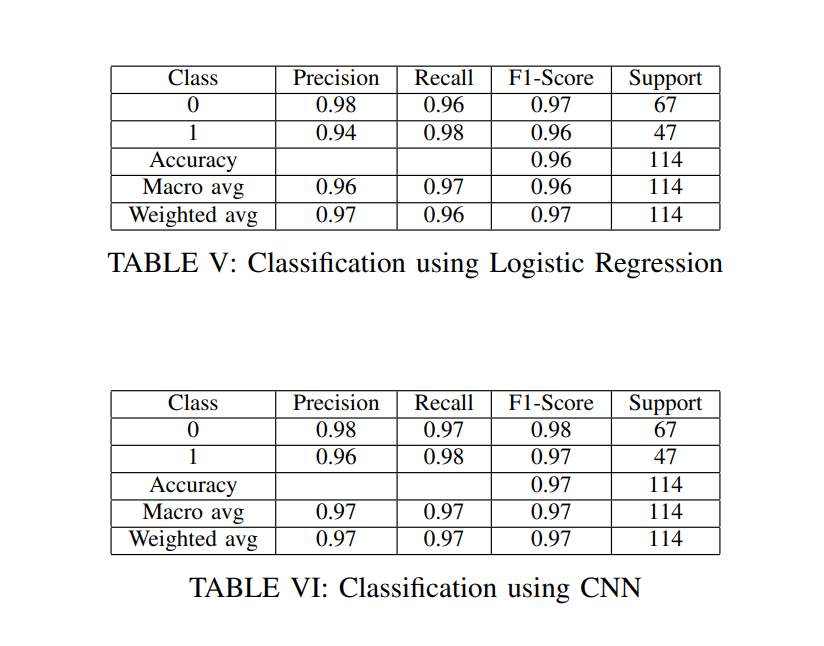 Class Precision Recall F1-Score Support
0 0.98 0.96 0.97 67
1 0.94 0.98 0.96 47
Accuracy 0.96 114
Macro avg 0.96 0.97 0.96 114
Weighted avg 0.97 0.96 0.97 114
TABLE V: Classification using Logistic Regression
Class Precision Recall F1-Score Support
0 0.98 0.97 0.98 67
1 0.96 0.98 0.97 47
Accuracy 0.97 114
Macro avg 0.97 0.97 0.97 114
Weighted avg 0.97 0.97 0.97 114
TABLE VI: Classification using CNN